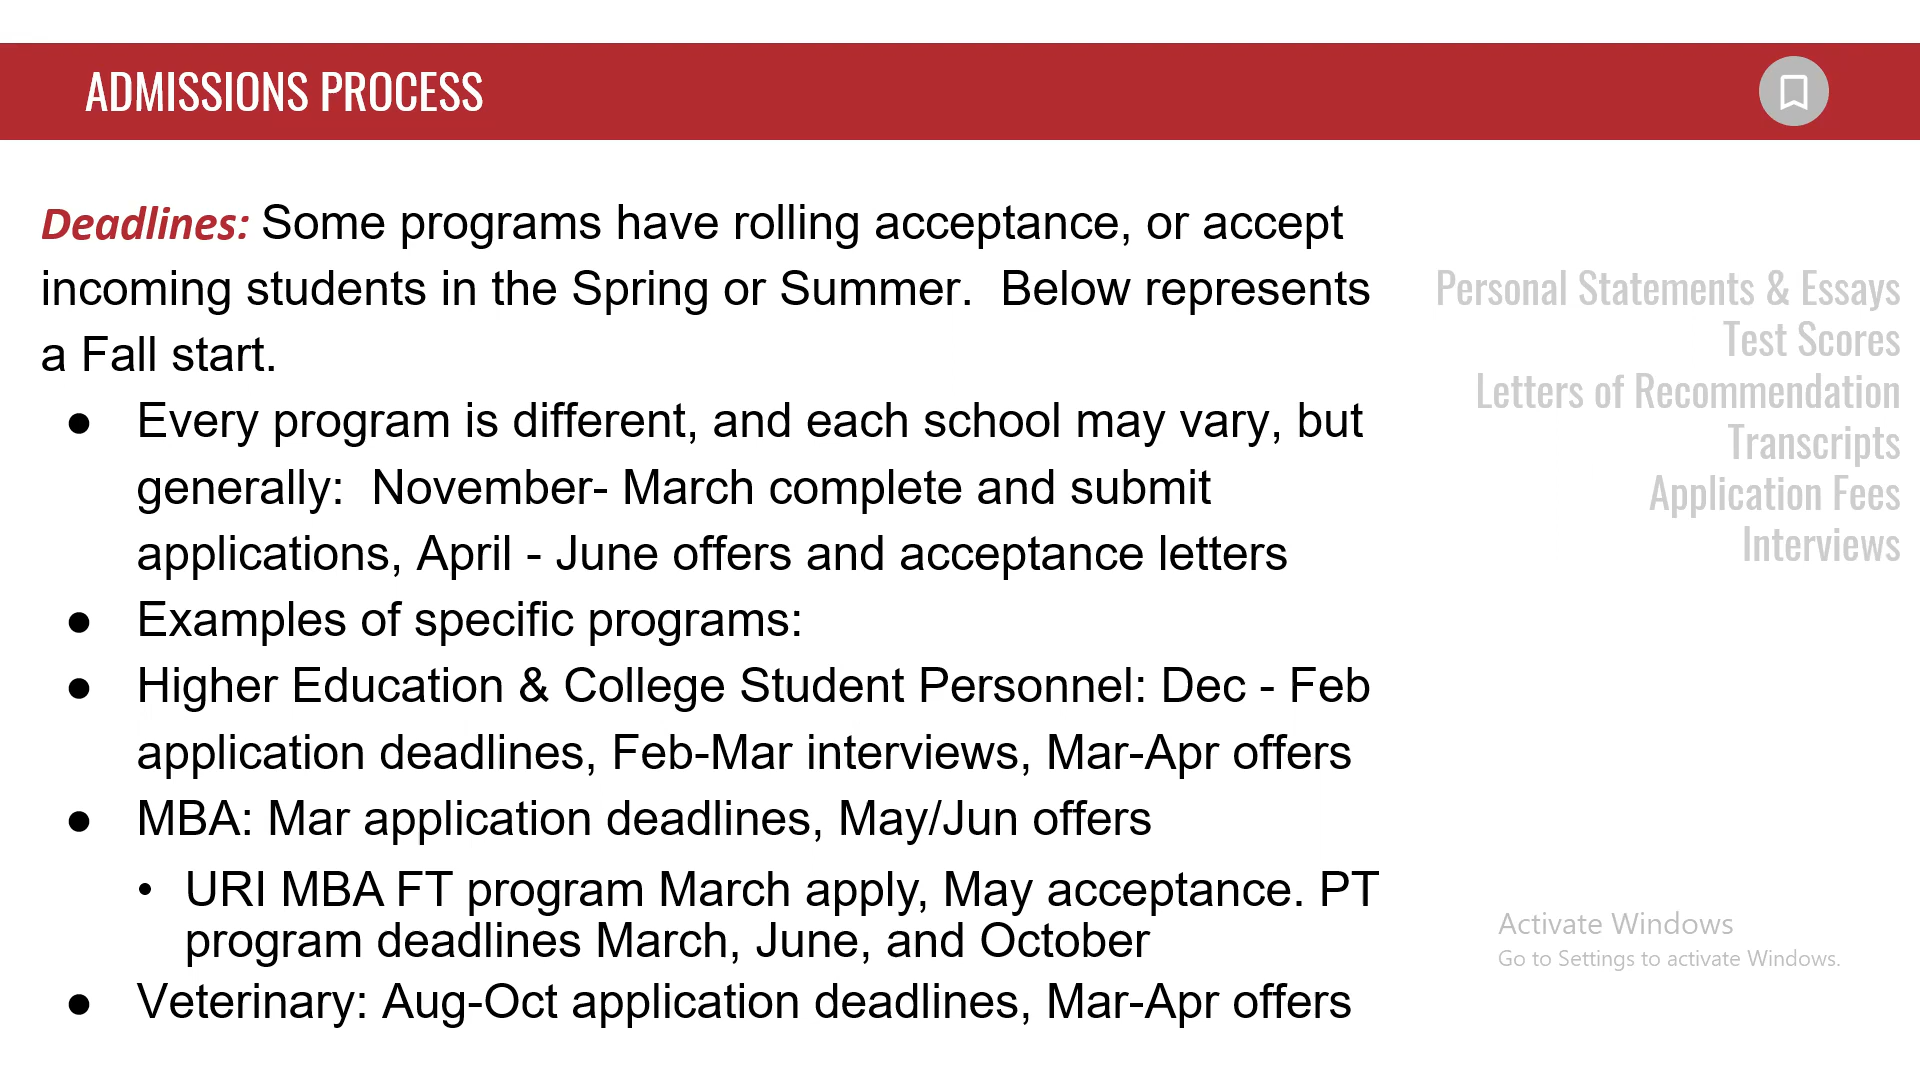 ADMISSIONS PROCESS
Deadlines: Some programs have rolling acceptance, or accept
incoming students in the Spring or Summer.  Below represents
a Fall start.
● Every program is different, and each school may vary, but
generally:  November- March complete and submit
applications, April - June offers and acceptance letters
● Examples of specific programs:
● Higher Education & College Student Personnel: Dec - Feb
application deadlines, Feb-Mar interviews, Mar-Apr offers
● MBA: Mar application deadlines, May/Jun offers
• URI MBA FT program March apply, May acceptance. PT
program deadlines March, June, and October
● Veterinary: Aug-Oct application deadlines, Mar-Apr offers
Personal Statements & Essays
Test Scores
Letters of Recommendation
Transcripts
Application Fees
Interviews
Activate Windows
Go to Settings to activate Windows.